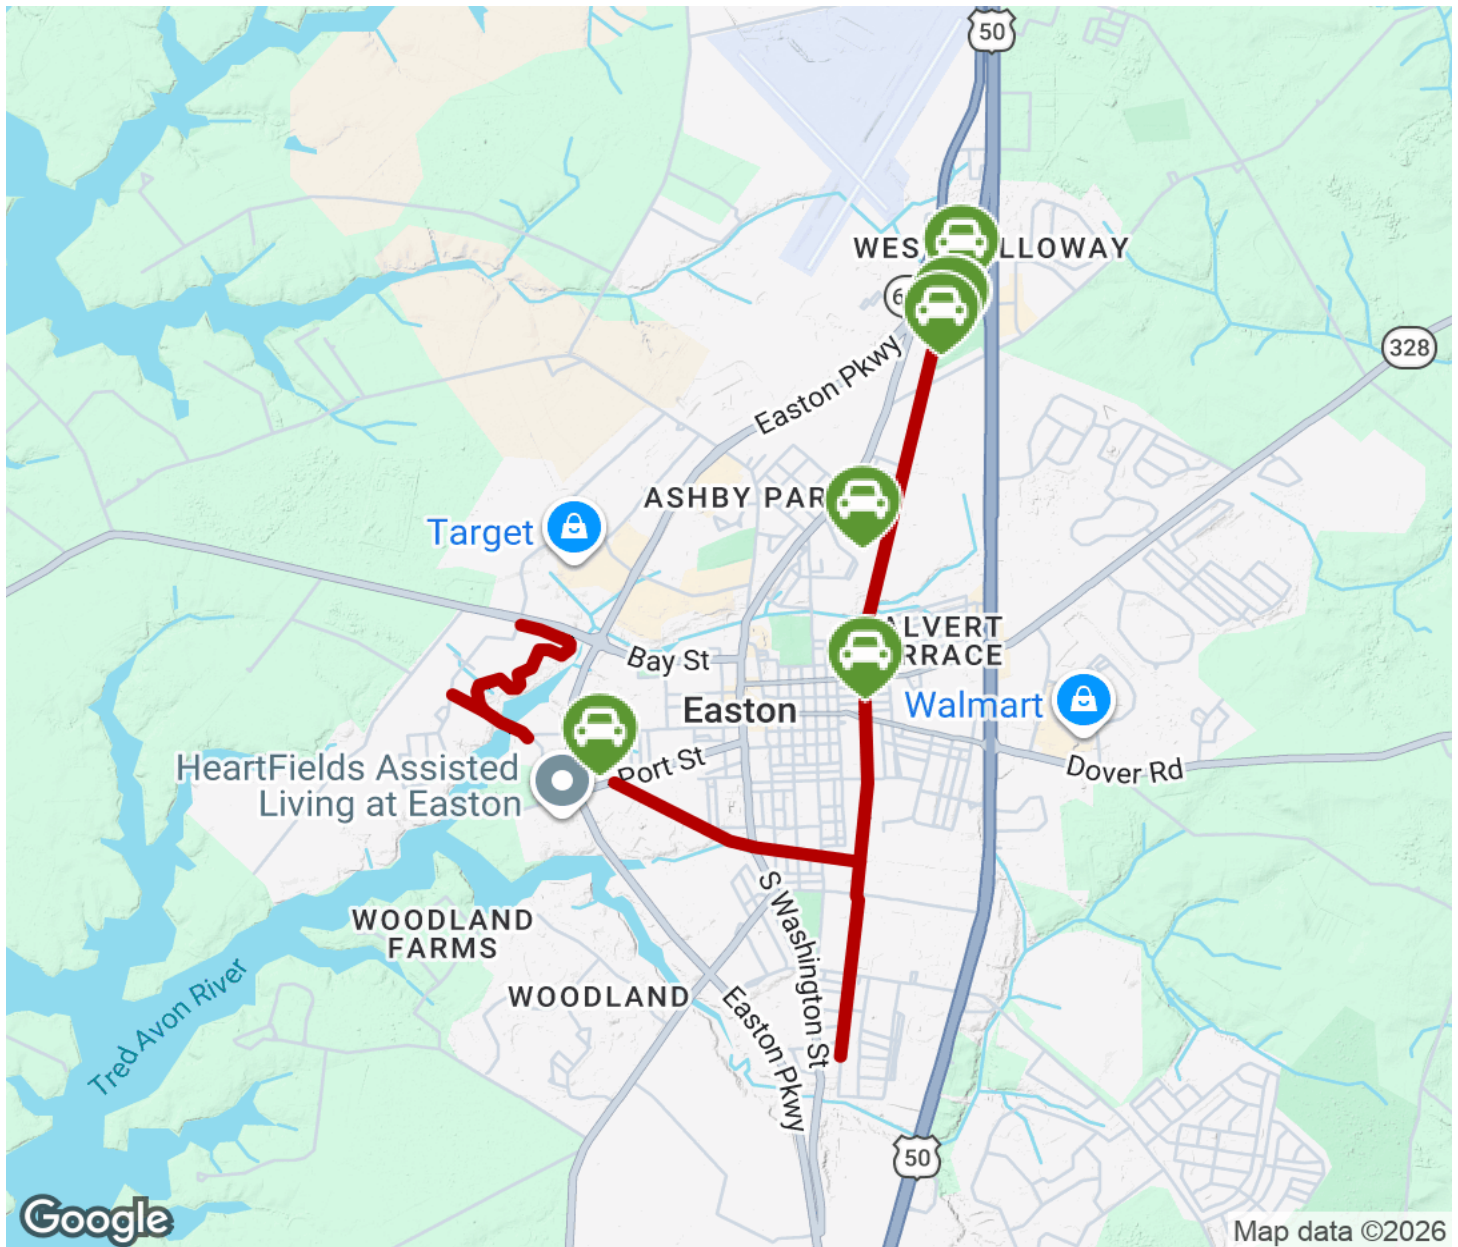 50
WES
LLOWAY
6
328
Easton Pkwy
ASHBY PAR
Target
ALVERT
RRACE
Bay St
Walmart
Easton
Port St
Dover Rd
HeartFields Assisted
Living at Easton
S Washington St
WOODLAND
FARMS
WOODLAND
Tred Avon River
Easton Pkwy
50
Google
Map data ©2026